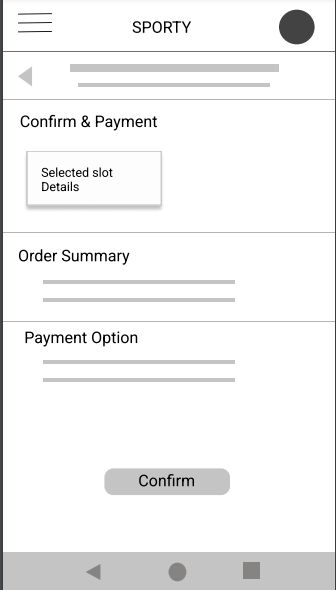 SPORTY
Confirm & Payment
Selected slot
Details
Order Summary
Payment Option
Confirm